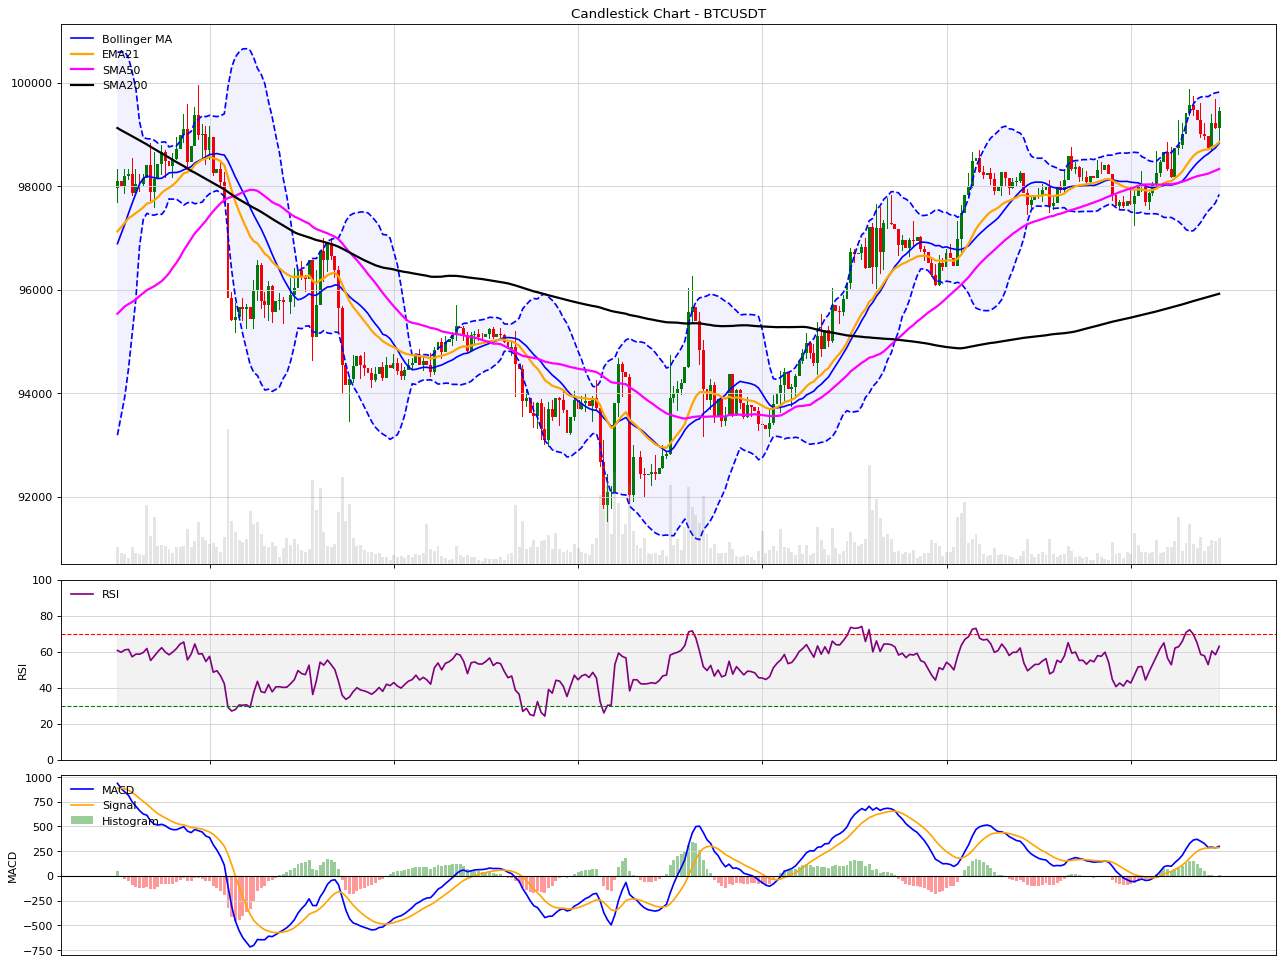 Candlestick Chart - BTCUSDT
Bollinger MA
EMA21
SMA50
SMA200
100000
98000
96000
94000
92000
100
80
60
40
20
0
RSI
RSI
1000
750
500
250
0
−250
−500
−750
MACD
MACD
Signal
Histogram